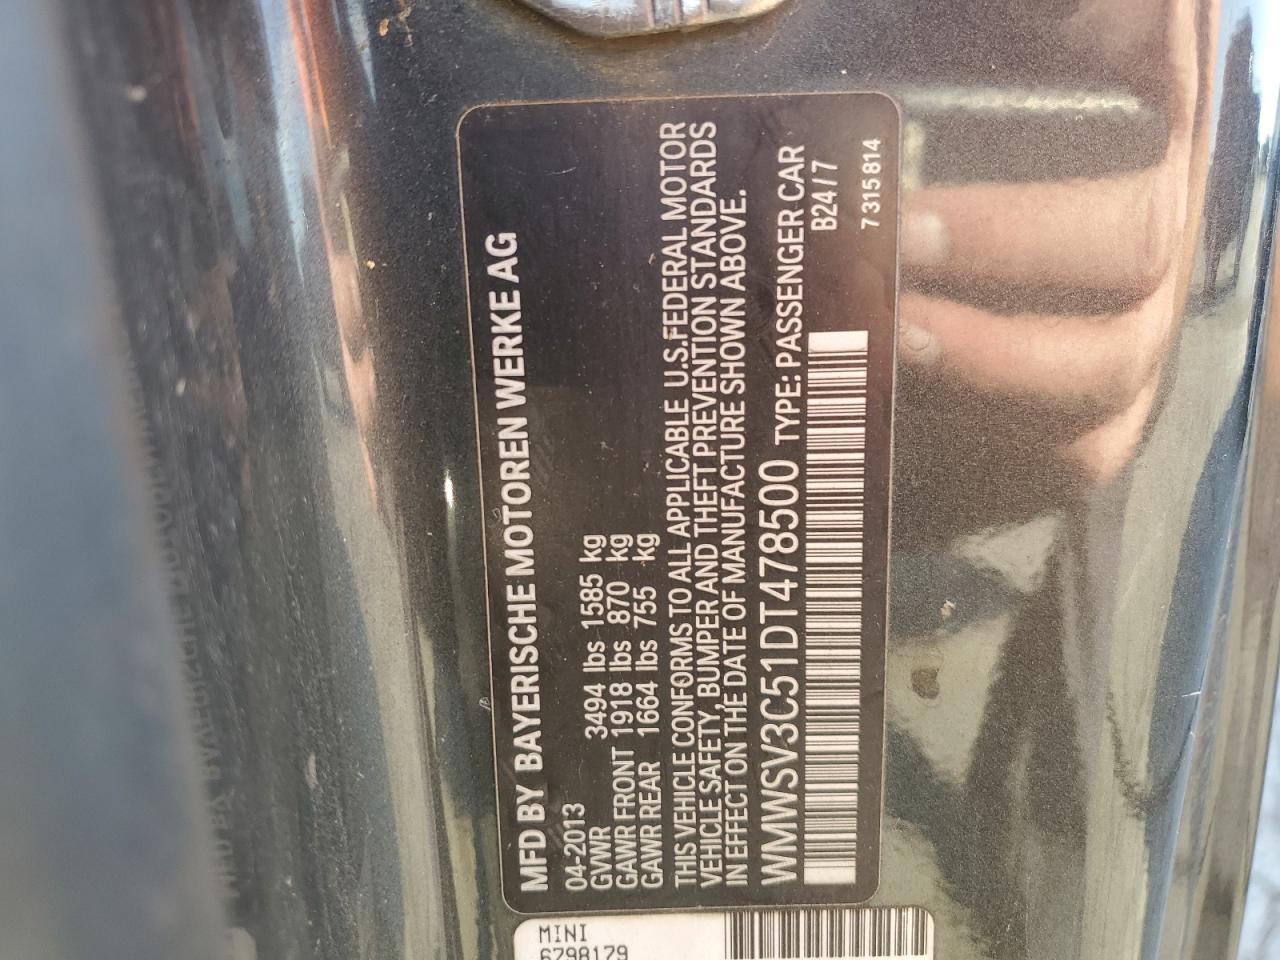 MFD BY BAYERISCHE MOTOREN WERKE AG
04-2013
GVWR 3494 lbs 1585 kg
GAWR FRONT 1918 lbs 870 kg
GAWR REAR 1664 lbs 755 kg
THIS VEHICLE CONFORMS TO ALL APPLICABLE U.S.FEDERAL MOTOR
VEHICLE SAFETY, BUMPER AND THEFT PREVENTION STANDARDS
IN EFFECT ON THE DATE OF MANUFACTURE SHOWN ABOVE.
WMWSV3C51DT478500 TYPE: PASSENGER CAR
B24/7
7 315 814
MINI
6798179